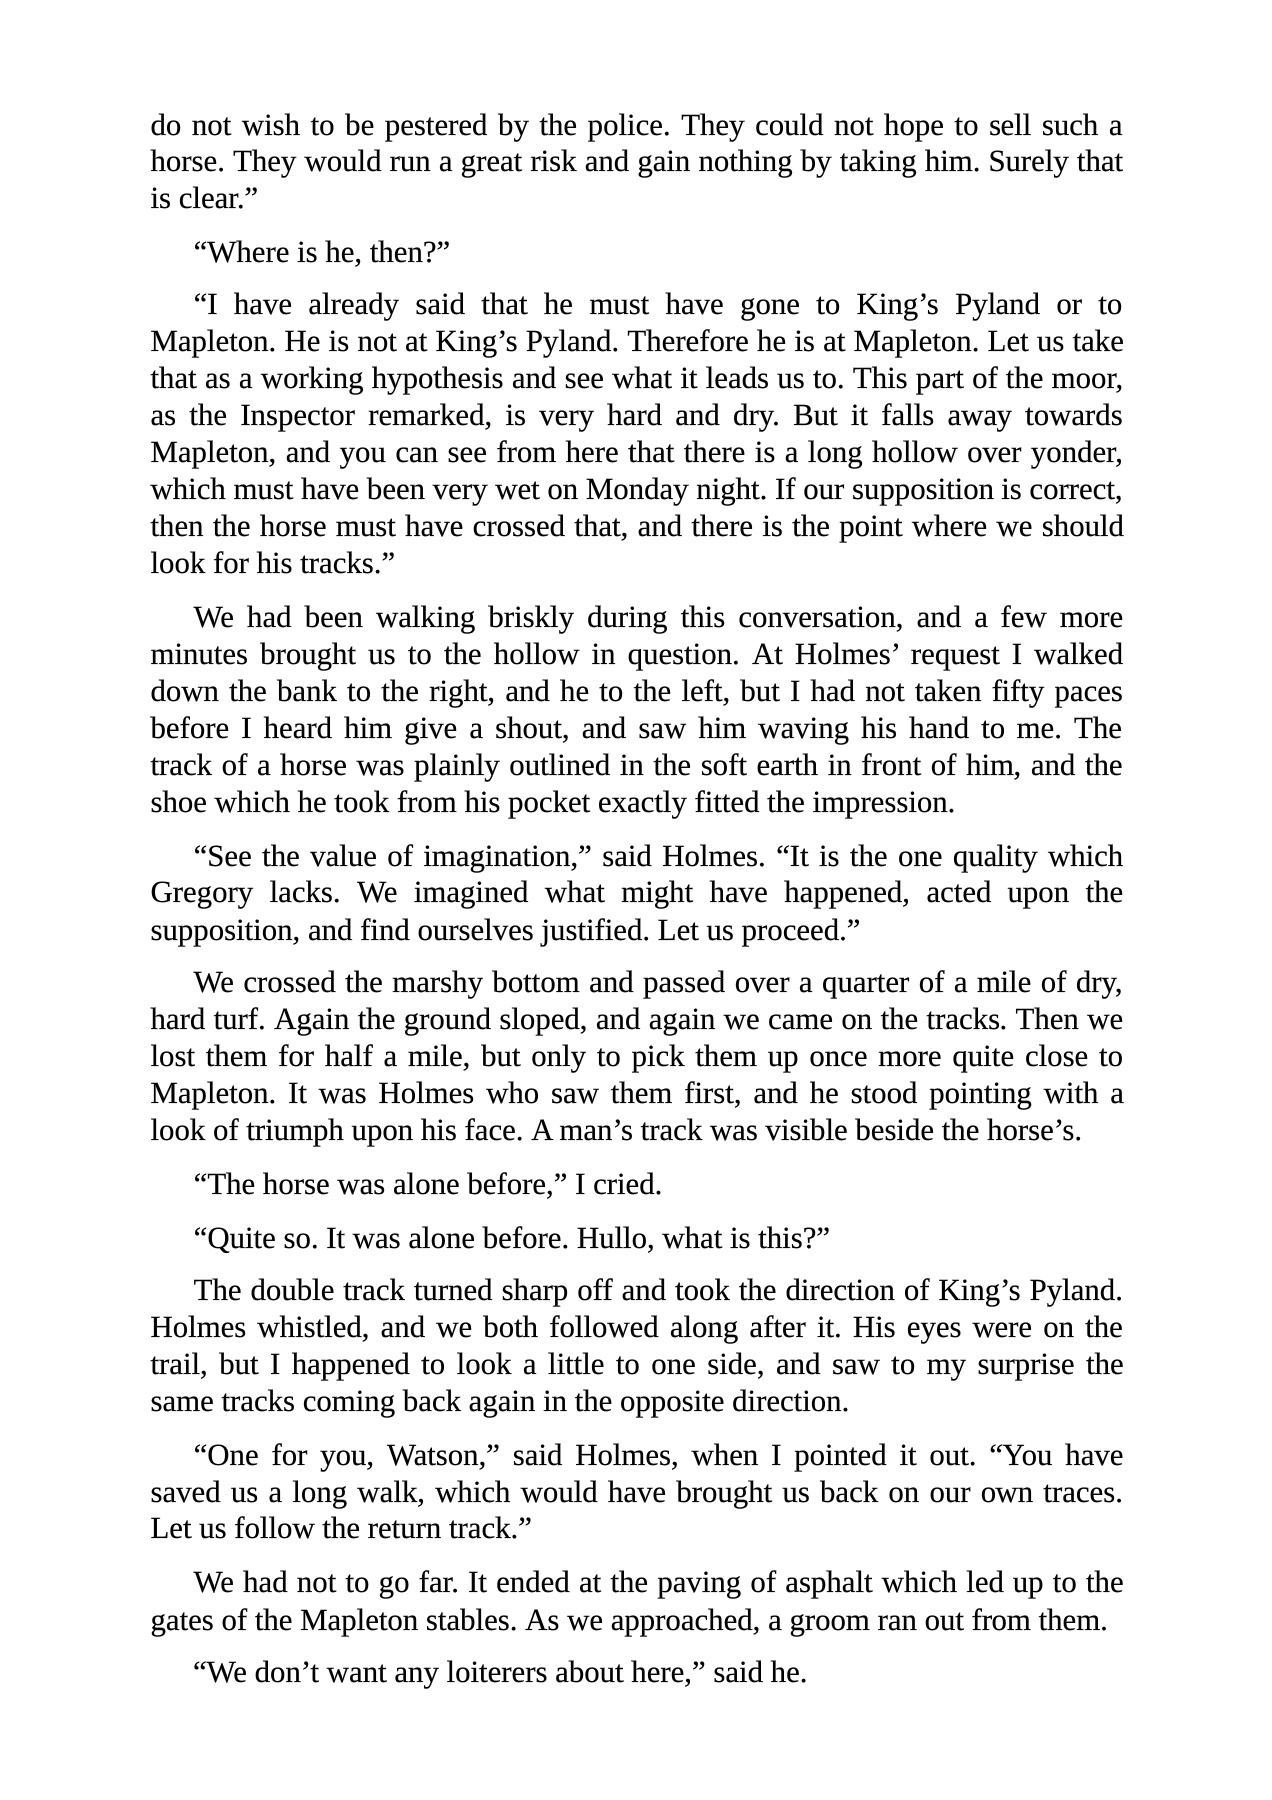 do not wish to be pestered by the police. They could not hope to sell such a
horse. They would run a great risk and gain nothing by taking him. Surely that
is clear.”
“Where is he, then?”
“I have already said that he must have gone to King’s Pyland or to
Mapleton. He is not at King’s Pyland. Therefore he is at Mapleton. Let us take
that as a working hypothesis and see what it leads us to. This part of the moor,
as the Inspector remarked, is very hard and dry. But it falls away towards
Mapleton, and you can see from here that there is a long hollow over yonder,
which must have been very wet on Monday night. If our supposition is correct,
then the horse must have crossed that, and there is the point where we should
look for his tracks.”
We had been walking briskly during this conversation, and a few more
minutes brought us to the hollow in question. At Holmes’ request I walked
down the bank to the right, and he to the left, but I had not taken fifty paces
before I heard him give a shout, and saw him waving his hand to me. The
track of a horse was plainly outlined in the soft earth in front of him, and the
shoe which he took from his pocket exactly fitted the impression.
“See the value of imagination,” said Holmes. “It is the one quality which
Gregory lacks. We imagined what might have happened, acted upon the
supposition, and find ourselves justified. Let us proceed.”
We crossed the marshy bottom and passed over a quarter of a mile of dry,
hard turf. Again the ground sloped, and again we came on the tracks. Then we
lost them for half a mile, but only to pick them up once more quite close to
Mapleton. It was Holmes who saw them first, and he stood pointing with a
look of triumph upon his face. A man’s track was visible beside the horse’s.
“The horse was alone before,” I cried.
“Quite so. It was alone before. Hullo, what is this?”
The double track turned sharp off and took the direction of King’s Pyland.
Holmes whistled, and we both followed along after it. His eyes were on the
trail, but I happened to look a little to one side, and saw to my surprise the
same tracks coming back again in the opposite direction.
“One for you, Watson,” said Holmes, when I pointed it out. “You have
saved us a long walk, which would have brought us back on our own traces.
Let us follow the return track.”
We had not to go far. It ended at the paving of asphalt which led up to the
gates of the Mapleton stables. As we approached, a groom ran out from them.
“We don’t want any loiterers about here,” said he.